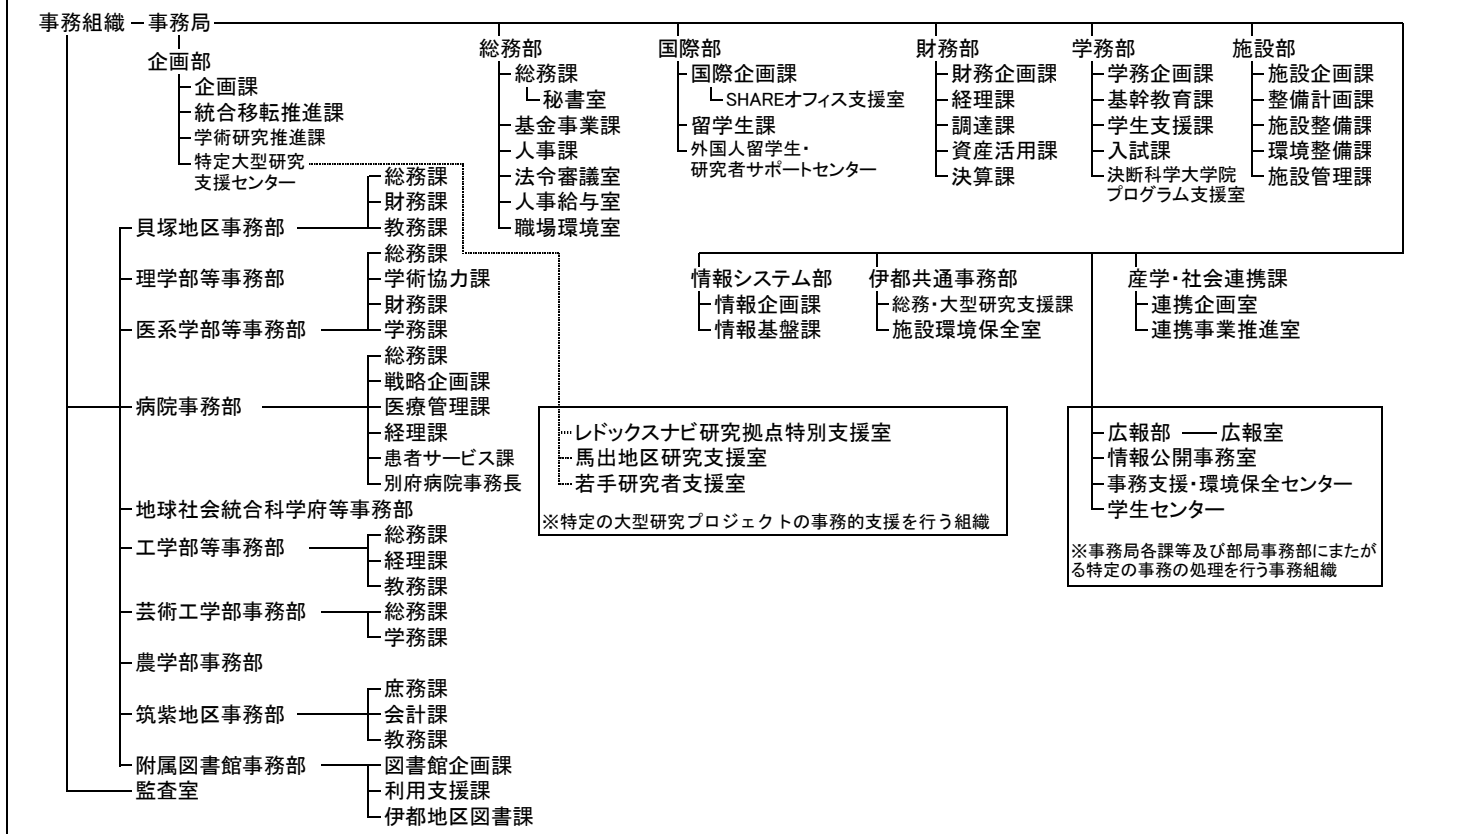 事務組織
事務局
企画部
企画課
統合移転推進課
学術研究推進課
特定大型研究
支援センター
総務部
総務課
秘書室
基金事業課
人事課
法令審議室
人事給与室
職場環境室
国際部
国際企画課
SHAREオフィス支援室
留学生課
外国人留学生・
研究者サポートセンター
財務部
財務企画課
経理課
調達課
資産活用課
決算課
学務部
学務企画課
基幹教育課
学生支援課
入試課
決断科学大学院
プログラム支援室
施設部
施設企画課
整備計画課
施設整備課
環境整備課
施設管理課
情報システム部
情報企画課
情報基盤課
伊都共通事務部
総務・大型研究支援課
施設環境保全室
産学・社会連携課
連携企画室
連携事業推進室
貝塚地区事務部
総務課
財務課
教務課
理学部等事務部
医系学部等事務部
総務課
学術協力課
財務課
学務課
病院事務部
総務課
戦略企画課
医療管理課
経理課
患者サービス課
別府病院事務長
地球社会統合科学府等事務部
工学部等事務部
総務課
経理課
教務課
芸術工学部事務部
総務課
学務課
農学部事務部
筑紫地区事務部
庶務課
会計課
教務課
附属図書館事務部
図書館企画課
利用支援課
伊都地区図書課
監査室
レドックスナビ研究拠点特別支援室
馬出地区研究支援室
若手研究者支援室
※特定の大型研究プロジェクトの事務的支援を行う組織
広報部
広報室
情報公開事務室
事務支援・環境保全センター
学生センター
※事務局各課等及び部局事務部にまたが
る特定の事務の処理を行う事務組織